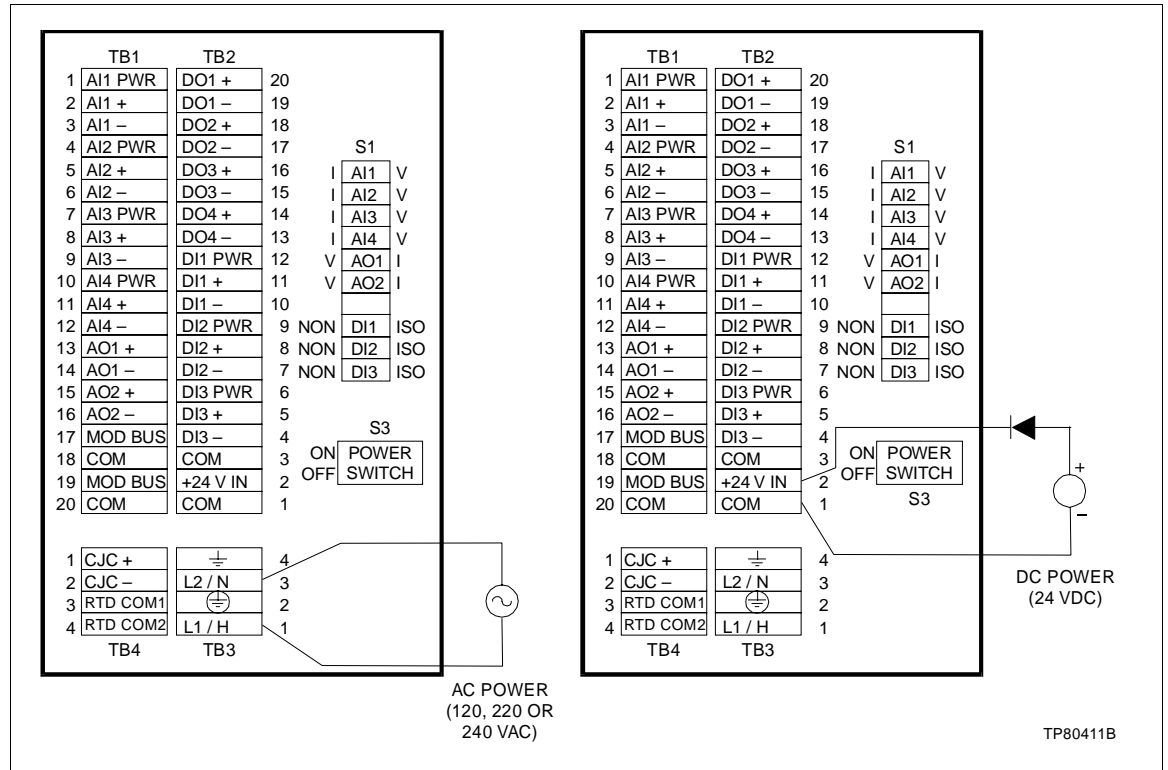 TB1 TB2
1 AI1 PWR DO1 + 20
2 AI1 + DO1 – 19
3 AI1 – DO2 + 18
4 AI2 PWR DO2 – 17 S1
5 AI2 + DO3 + 16 I AI1 V
6 AI2 – DO3 – 15 I AI2 V
7 AI3 PWR DO4 + 14 I AI3 V
8 AI3 + DO4 – 13 I AI4 V
9 AI3 – DI1 PWR 12 V AO1 I
10 AI4 PWR DI1 + 11 V AO2 I
11 AI4 + DI1 – 10
12 AI4 – DI2 PWR 9 NON DI1 ISO
13 AO1 + DI2 + 8 NON DI2 ISO
14 AO1 – DI2 – 7 NON DI3 ISO
15 AO2 + DI3 PWR 6
16 AO2 – DI3 + 5 S3
17 MOD BUS DI3 – 4 ON POWER
18 COM COM 3 OFF SWITCH
19 MOD BUS +24 V IN 2
20 COM COM 1
1 CJC + 4
2 CJC – L2 / N 3
3 RTD COM1 2
4 RTD COM2 L1 / H 1
TB4 TB3
AC POWER
(120, 220 OR
240 VAC)
TB1 TB2
1 AI1 PWR DO1 + 20
2 AI1 + DO1 – 19
3 AI1 – DO2 + 18
4 AI2 PWR DO2 – 17 S1
5 AI2 + DO3 + 16 I AI1 V
6 AI2 – DO3 – 15 I AI2 V
7 AI3 PWR DO4 + 14 I AI3 V
8 AI3 + DO4 – 13 I AI4 V
9 AI3 – DI1 PWR 12 V AO1 I
10 AI4 PWR DI1 + 11 V AO2 I
11 AI4 + DI1 – 10
12 AI4 – DI2 PWR 9 NON DI1 ISO
13 AO1 + DI2 + 8 NON DI2 ISO
14 AO1 – DI2 – 7 NON DI3 ISO
15 AO2 + DI3 PWR 6
16 AO2 – DI3 + 5
17 MOD BUS DI3 – 4 ON POWER
18 COM COM 3 OFF SWITCH
19 MOD BUS +24 V IN 2 S3
20 COM COM 1
+
–
1 CJC + 4
2 CJC – L2 / N 3
3 RTD COM1 2
4 RTD COM2 L1 / H 1
TB4 TB3
DC POWER
(24 VDC)
TP80411B